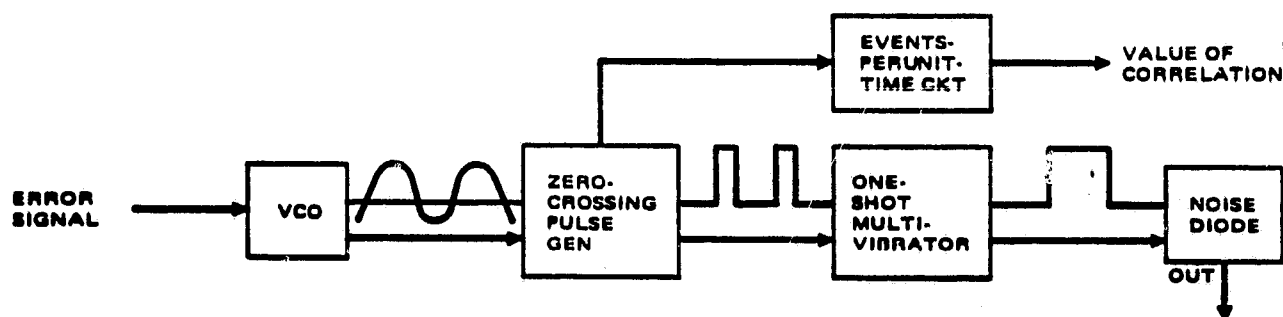 EVENTS-
PERUNIT-
TIME CKT
VALUE OF
CORRELATION
ERROR
SIGNAL
VCO
ZERO-
CROSSING
PULSE
GEN
ONE-
SHOT
MULTI-
VIBRATOR
NOISE
DIODE
OUT